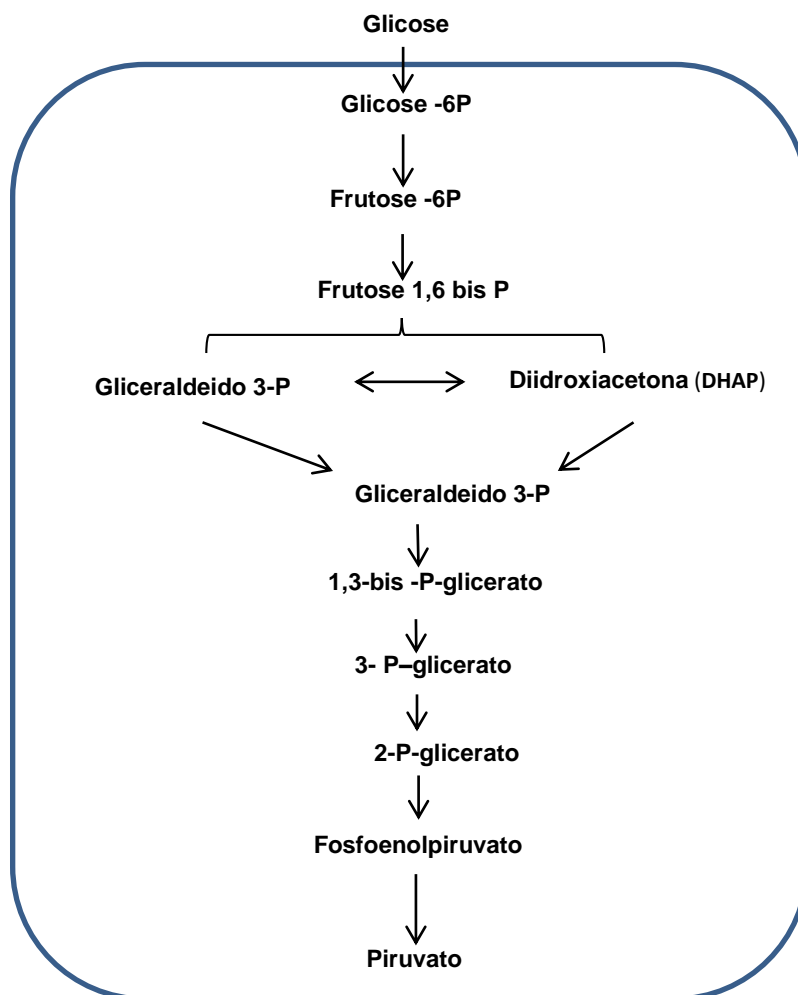 Glicose
Glicose -6P
Frutose -6P
Frutose 1,6 bis P
Gliceraldeido 3-P
Diidroxiacetona (DHAP)
Gliceraldeido 3-P
1,3-bis -P-glicerato
3- P–glicerato
2-P-glicerato
Fosfoenolpiruvato
Piruvato